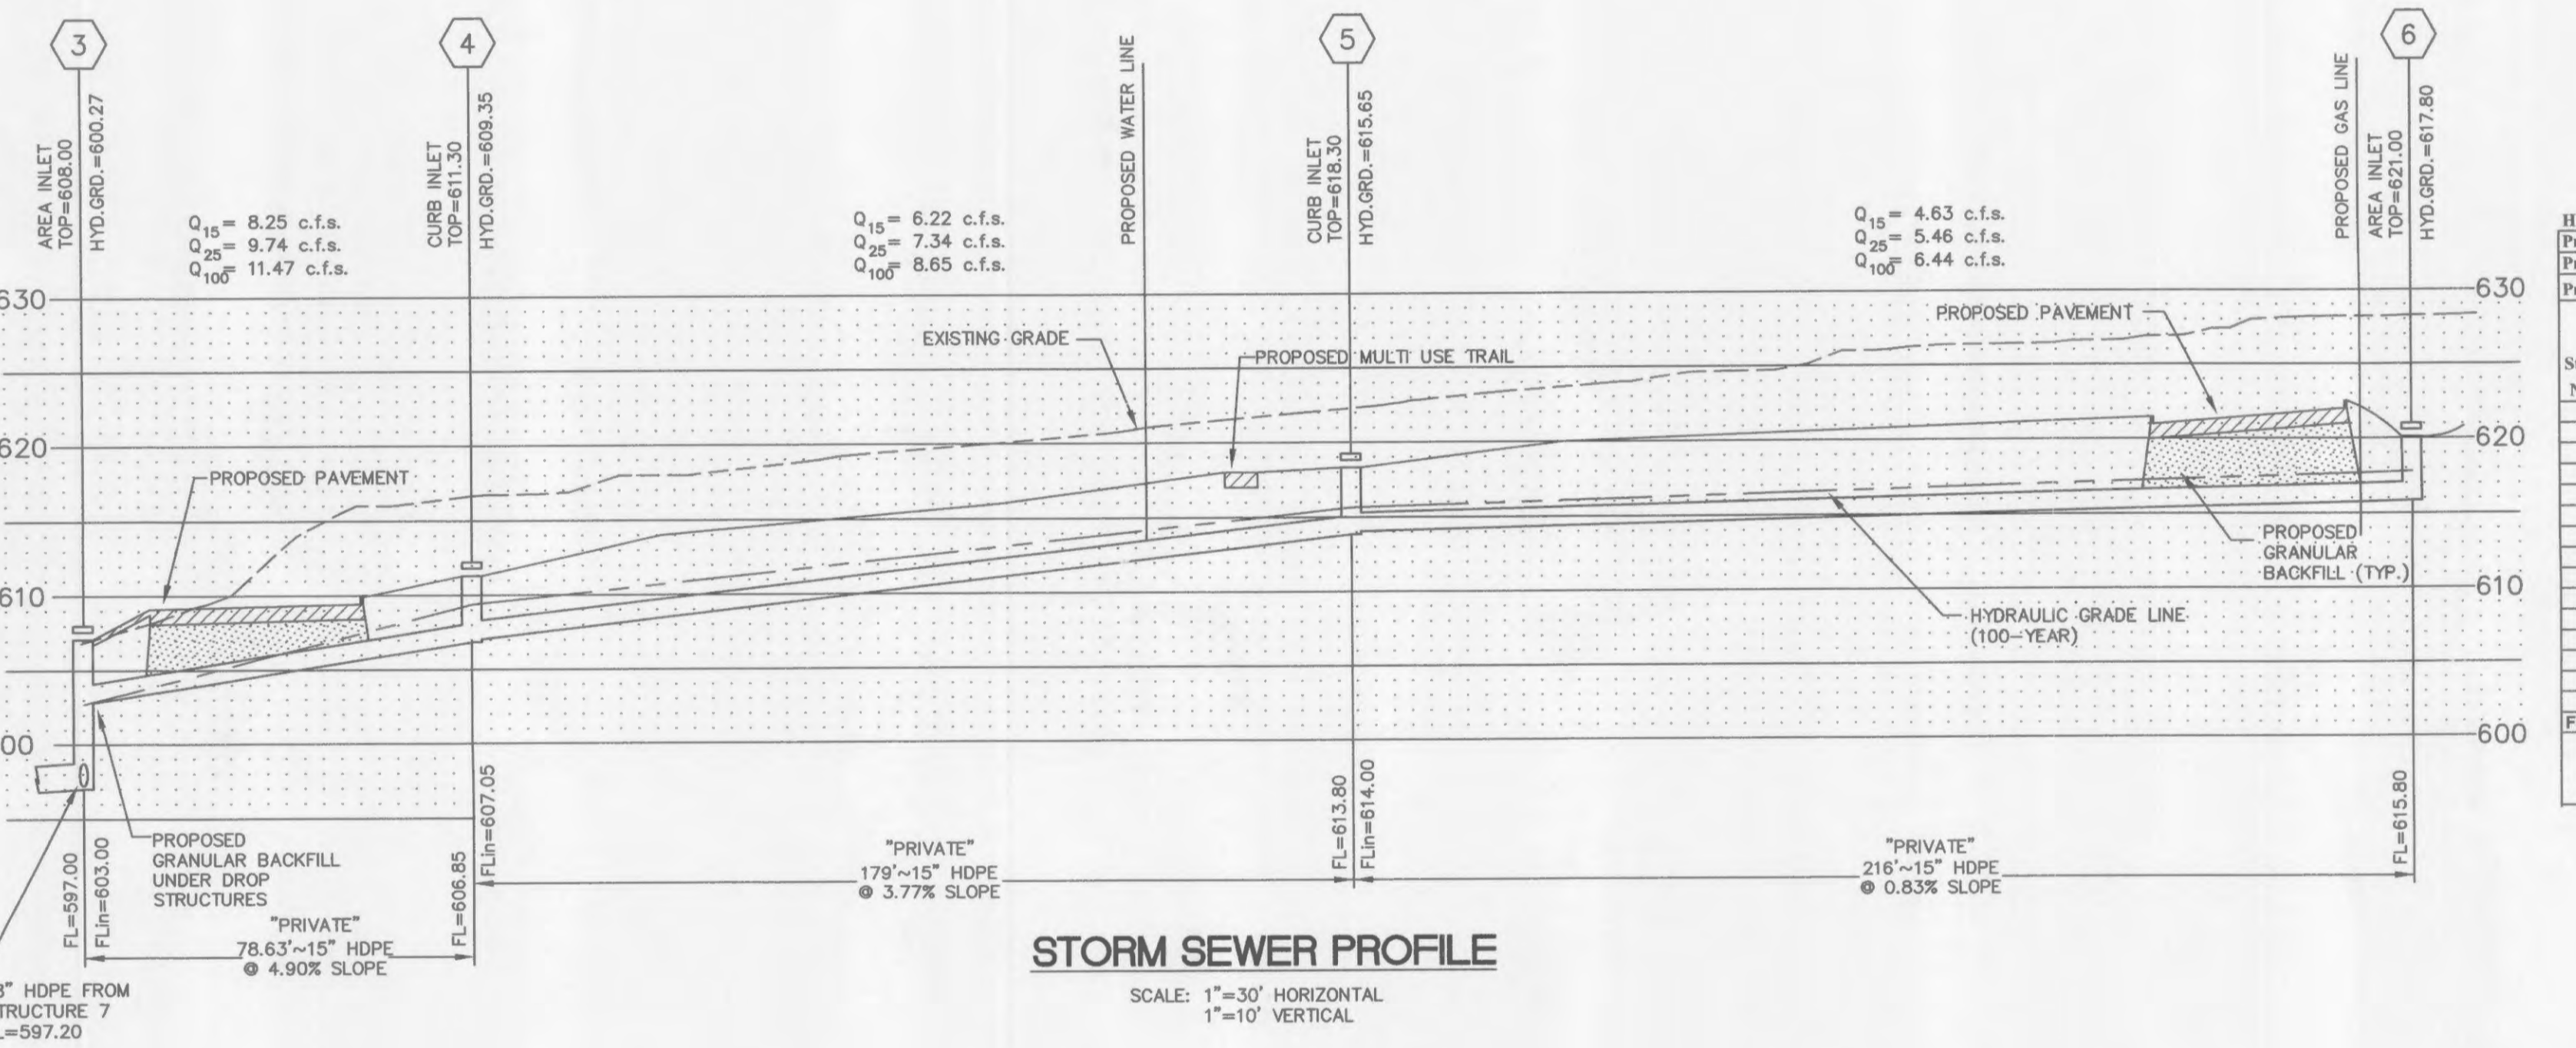 3
4
5
6
AREA INLET
TOP=608.00
HYD.GRD.=600.27
CURB INLET
TOP=611.30
HYD.GRD.=609.35
PROPOSED WATER LINE
CURB INLET
TOP=618.30
HYD.GRD.=615.65
PROPOSED GAS LINE
AREA INLET
TOP=621.00
HYD.GRD.=617.80
Q15= 8.25 c.f.s.
Q25= 9.74 c.f.s.
Q100= 11.47 c.f.s.
Q15= 6.22 c.f.s.
Q25= 7.34 c.f.s.
Q100= 8.65 c.f.s.
Q15= 4.63 c.f.s.
Q25= 5.46 c.f.s.
Q100= 6.44 c.f.s.
630
630
EXISTING GRADE
PROPOSED MULTI USE TRAIL
PROPOSED PAVEMENT
620
620
PROPOSED PAVEMENT
PROPOSED
GRANULAR
BACKFILL (TYP.)
610
610
HYDRAULIC GRADE LINE
(100-YEAR)
00
600
PROPOSED
GRANULAR BACKFILL
UNDER DROP
STRUCTURES
FL=597.00
FLin=603.00
FL=606.85
FLin=607.05
FL=613.80
FLin=614.00
FL=615.80
"PRIVATE"
78.63'~15" HDPE
@ 4.90% SLOPE
"PRIVATE"
179'~15" HDPE
@ 3.77% SLOPE
"PRIVATE"
216'~15" HDPE
@ 0.83% SLOPE
8" HDPE FROM
TRUCTURE 7
L=597.20
STORM SEWER PROFILE
SCALE: 1"=30' HORIZONTAL
1"=10' VERTICAL